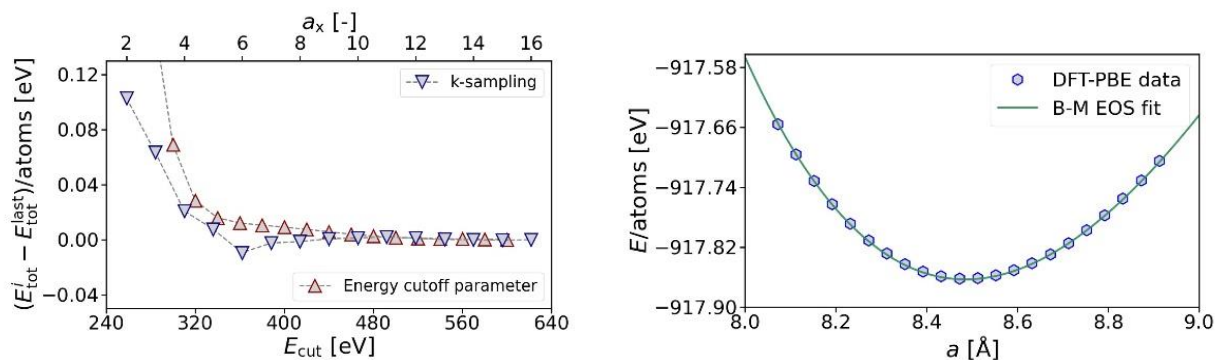 aₓ [-]
2 4 6 8 10 12 14 16
0.12
0.08
0.04
0.00
−0.04
(Eⁱₜₒₜ − Eˡᵃˢᵗₜₒₜ)/atoms [eV]
k-sampling
Energy cutoff parameter
240 320 400 480 560 640
E_cut [eV]
−917.58
−917.66
−917.74
−917.82
−917.90
E/atoms [eV]
DFT-PBE data
B-M EOS fit
8.0 8.2 8.4 8.6 8.8 9.0
a [Å]